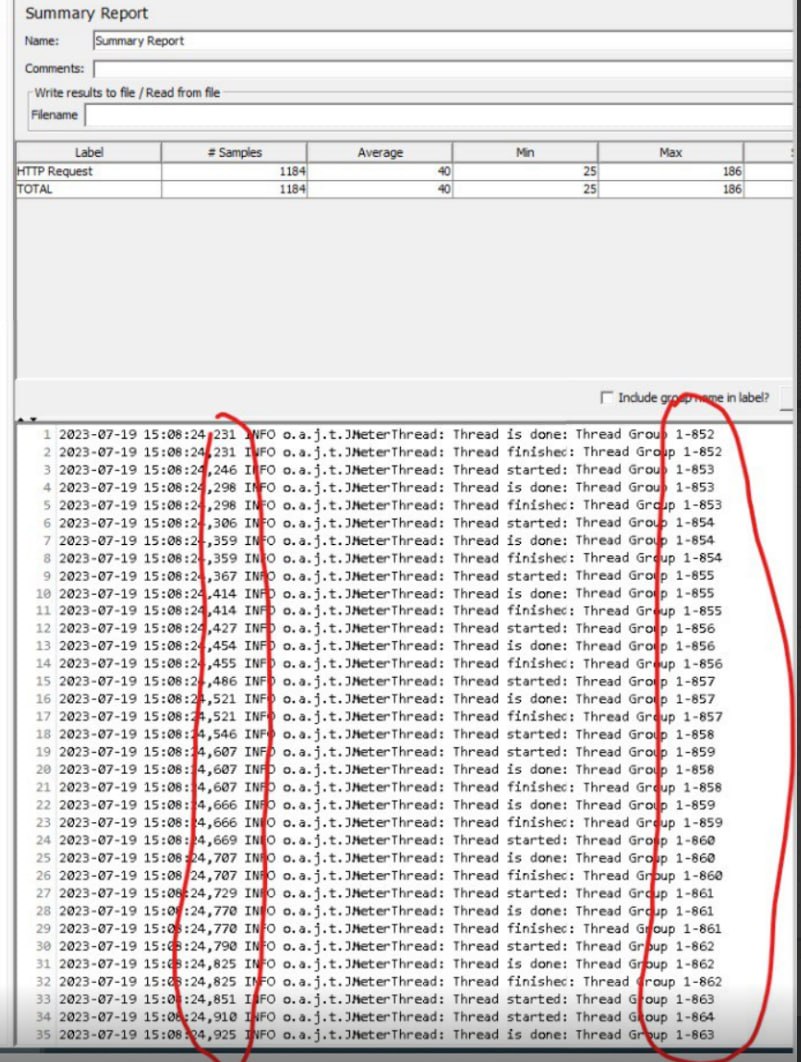 Summary Report
Name: Summary Report
Comments:
Write results to file / Read from file
Filename
Label # Samples Average Min Max
HTTP Request 1184 40 25 186
TOTAL 1184 40 25 186
Include group name in label?
1 2023-07-19 15:08:24,231 INFO o.a.j.t.JMeterThread: Thread is done: Thread Group 1-852
2 2023-07-19 15:08:24,231 INFO o.a.j.t.JMeterThread: Thread finished: Thread Group 1-852
3 2023-07-19 15:08:24,246 INFO o.a.j.t.JMeterThread: Thread started: Thread Group 1-853
4 2023-07-19 15:08:24,298 INFO o.a.j.t.JMeterThread: Thread is done: Thread Group 1-853
5 2023-07-19 15:08:24,298 INFO o.a.j.t.JMeterThread: Thread finished: Thread Group 1-853
6 2023-07-19 15:08:24,306 INFO o.a.j.t.JMeterThread: Thread started: Thread Group 1-854
7 2023-07-19 15:08:24,359 INFO o.a.j.t.JMeterThread: Thread is done: Thread Group 1-854
8 2023-07-19 15:08:24,359 INFO o.a.j.t.JMeterThread: Thread finished: Thread Group 1-854
9 2023-07-19 15:08:24,367 INFO o.a.j.t.JMeterThread: Thread started: Thread Group 1-855
10 2023-07-19 15:08:24,414 INFO o.a.j.t.JMeterThread: Thread is done: Thread Group 1-855
11 2023-07-19 15:08:24,414 INFO o.a.j.t.JMeterThread: Thread finished: Thread Group 1-855
12 2023-07-19 15:08:24,427 INFO o.a.j.t.JMeterThread: Thread started: Thread Group 1-856
13 2023-07-19 15:08:24,454 INFO o.a.j.t.JMeterThread: Thread is done: Thread Group 1-856
14 2023-07-19 15:08:24,455 INFO o.a.j.t.JMeterThread: Thread finished: Thread Group 1-856
15 2023-07-19 15:08:24,486 INFO o.a.j.t.JMeterThread: Thread started: Thread Group 1-857
16 2023-07-19 15:08:24,521 INFO o.a.j.t.JMeterThread: Thread is done: Thread Group 1-857
17 2023-07-19 15:08:24,521 INFO o.a.j.t.JMeterThread: Thread finished: Thread Group 1-857
18 2023-07-19 15:08:24,546 INFO o.a.j.t.JMeterThread: Thread started: Thread Group 1-858
19 2023-07-19 15:08:24,607 INFO o.a.j.t.JMeterThread: Thread started: Thread Group 1-859
20 2023-07-19 15:08:24,607 INFO o.a.j.t.JMeterThread: Thread is done: Thread Group 1-858
21 2023-07-19 15:08:24,607 INFO o.a.j.t.JMeterThread: Thread finished: Thread Group 1-858
22 2023-07-19 15:08:24,666 INFO o.a.j.t.JMeterThread: Thread is done: Thread Group 1-859
23 2023-07-19 15:08:24,666 INFO o.a.j.t.JMeterThread: Thread finished: Thread Group 1-859
24 2023-07-19 15:08:24,669 INFO o.a.j.t.JMeterThread: Thread started: Thread Group 1-860
25 2023-07-19 15:08:24,707 INFO o.a.j.t.JMeterThread: Thread is done: Thread Group 1-860
26 2023-07-19 15:08:24,707 INFO o.a.j.t.JMeterThread: Thread finished: Thread Group 1-860
27 2023-07-19 15:08:24,729 INFO o.a.j.t.JMeterThread: Thread started: Thread Group 1-861
28 2023-07-19 15:08:24,770 INFO o.a.j.t.JMeterThread: Thread is done: Thread Group 1-861
29 2023-07-19 15:08:24,770 INFO o.a.j.t.JMeterThread: Thread finished: Thread Group 1-861
30 2023-07-19 15:08:24,790 INFO o.a.j.t.JMeterThread: Thread started: Thread Group 1-862
31 2023-07-19 15:08:24,825 INFO o.a.j.t.JMeterThread: Thread is done: Thread Group 1-862
32 2023-07-19 15:08:24,825 INFO o.a.j.t.JMeterThread: Thread finished: Thread Group 1-862
33 2023-07-19 15:08:24,851 INFO o.a.j.t.JMeterThread: Thread started: Thread Group 1-863
34 2023-07-19 15:08:24,910 INFO o.a.j.t.JMeterThread: Thread started: Thread Group 1-864
35 2023-07-19 15:08:24,925 INFO o.a.j.t.JMeterThread: Thread is done: Thread Group 1-863